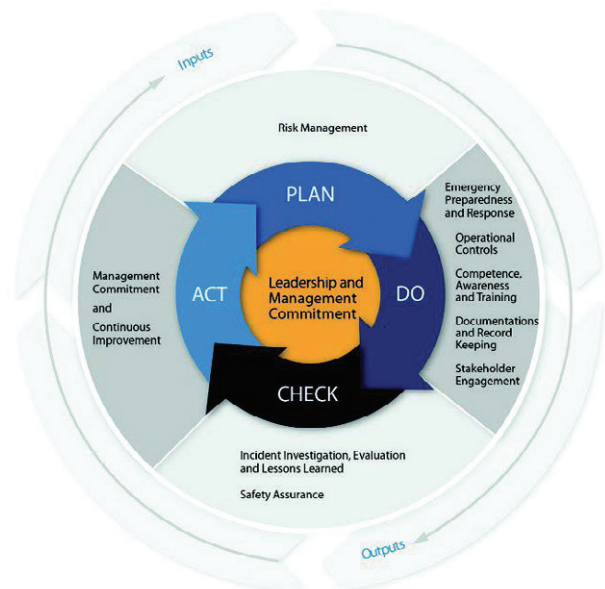 Inputs
Risk Management
PLAN
Emergency
Preparedness
and Response
Operational
Controls
Competence,
Awareness
and Training
Documentations
and Record
Keeping
Stakeholder
Engagement
DO
Leadership and
Management
Commitment
ACT
Management
Commitment
and
Continuous
Improvement
CHECK
Incident Investigation, Evaluation
and Lessons Learned
Safety Assurance
Outputs